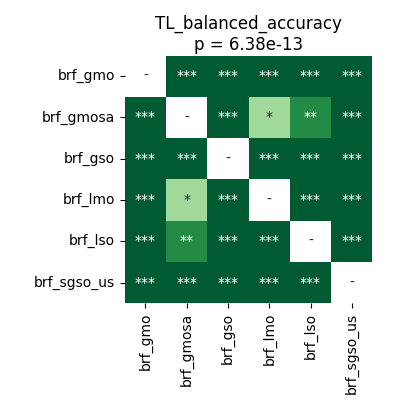 TL_balanced_accuracy
p = 6.38e-13
brf_gmo - *** *** *** *** ***
brf_gmosa *** - *** * ** ***
brf_gso *** *** - *** *** ***
brf_lmo *** * *** - *** ***
brf_lso *** ** *** *** - ***
brf_sgso_us *** *** *** *** *** -
brf_gmo
brf_gmosa
brf_gso
brf_lmo
brf_lso
brf_sgso_us